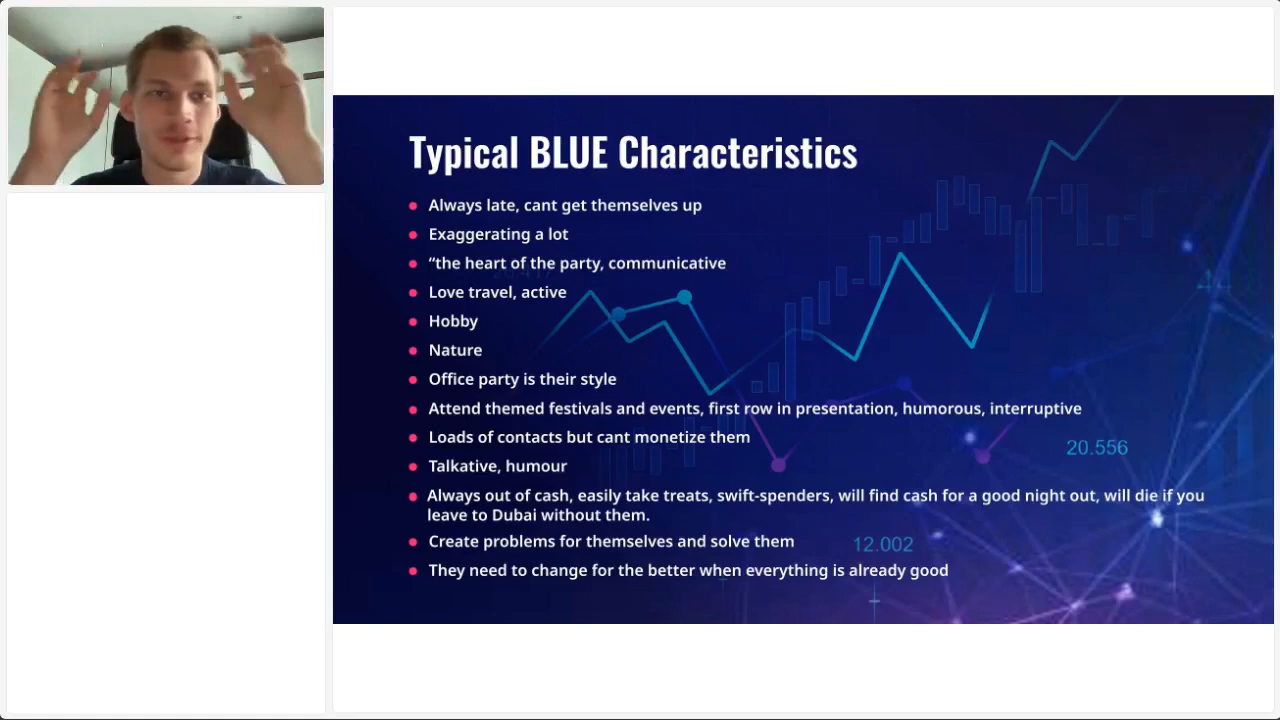 Typical BLUE Characteristics
Always late, cant get themselves up
Exaggerating a lot
“the heart of the party, communicative
Love travel, active
Hobby
Nature
Office party is their style
Attend themed festivals and events, first row in presentation, humorous, interruptive
Loads of contacts but cant monetize them
20.556
Talkative, humour
Always out of cash, easily take treats, swift-spenders, will find cash for a good night out, will die if you
leave to Dubai without them.
Create problems for themselves and solve them
12.002
They need to change for the better when everything is already good